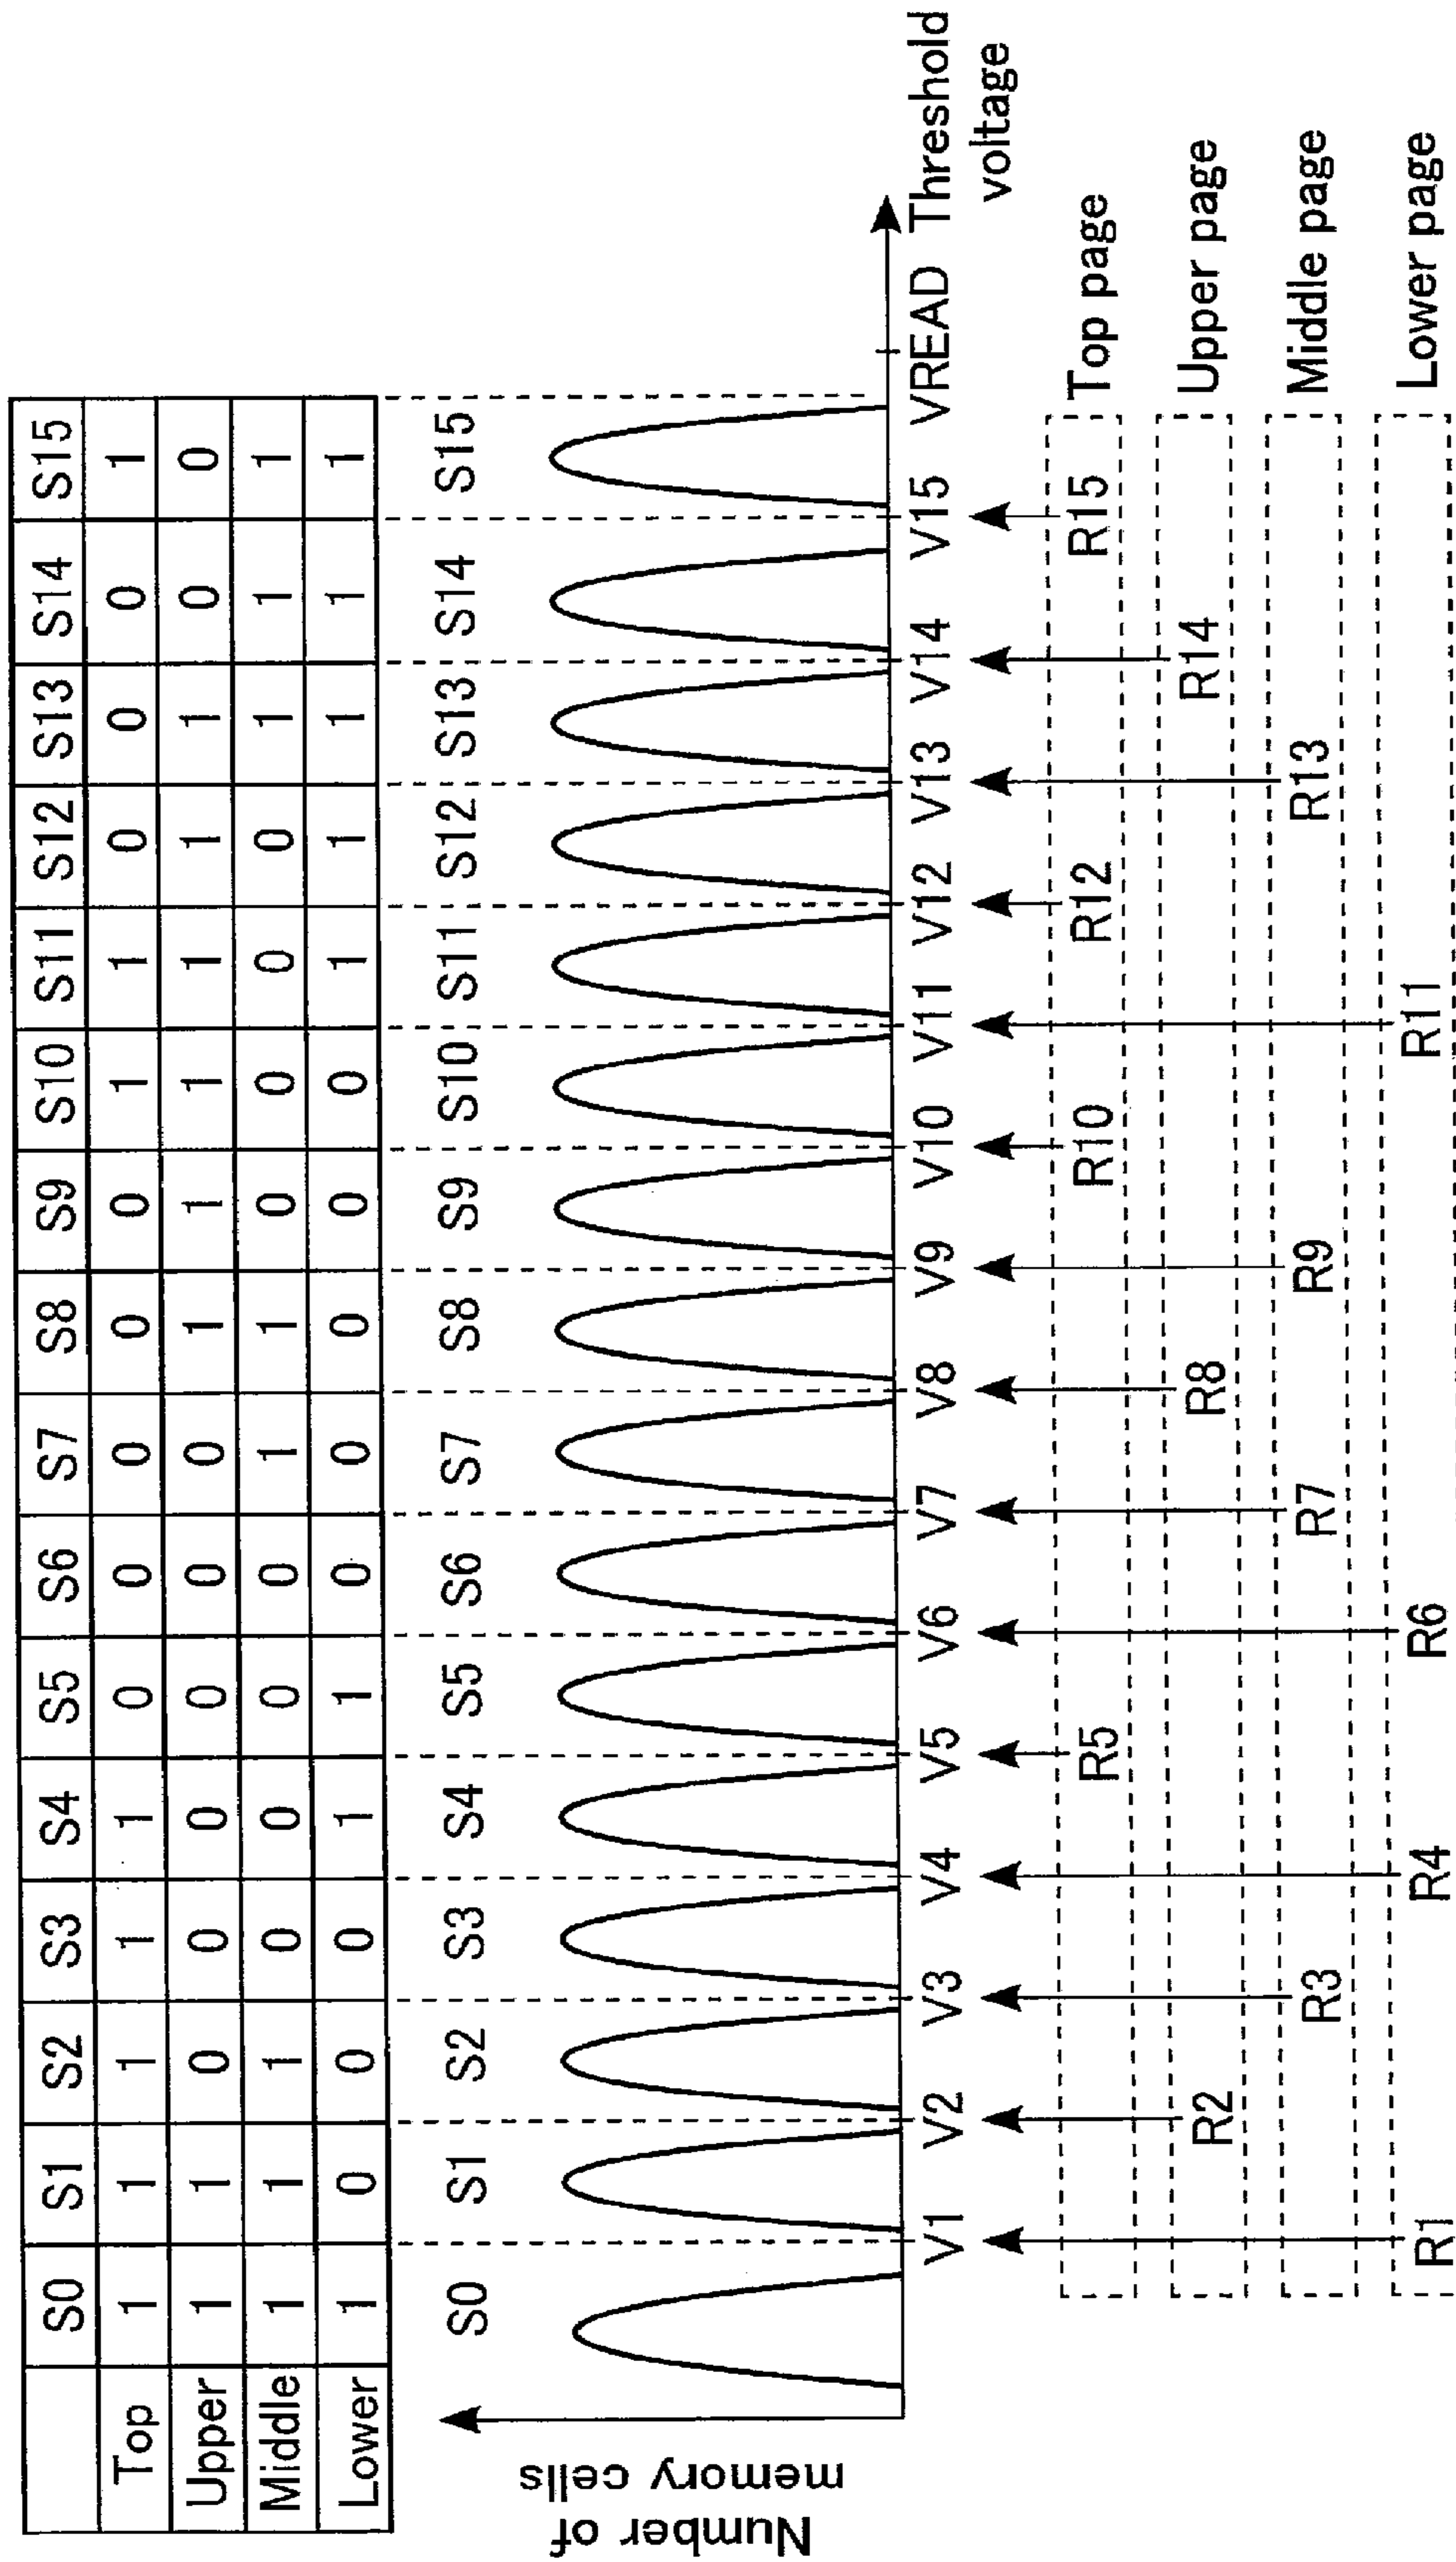 S0 S1 S2 S3 S4 S5 S6 S7 S8 S9 S10 S11 S12 S13 S14 S15
Top 1 1 1 1 1 0 0 0 0 0 1 1 0 0 0 1
Upper 1 1 0 0 0 0 0 0 1 1 1 1 1 1 0 0
Middle 1 1 1 0 0 0 0 1 1 0 0 0 0 1 1 1
Lower 1 0 0 0 1 1 0 0 0 0 0 1 1 1 1 1
Number of
memory cells
S0 S1 S2 S3 S4 S5 S6 S7 S8 S9 S10 S11 S12 S13 S14 S15
V1 V2 V3 V4 V5 V6 V7 V8 V9 V10 V11 V12 V13 V14 V15 VREAD Threshold
voltage
R5 R10 R12 R15 Top page
R2 R8 R14 Upper page
R3 R7 R9 R13 Middle page
R1 R4 R6 R11 Lower page